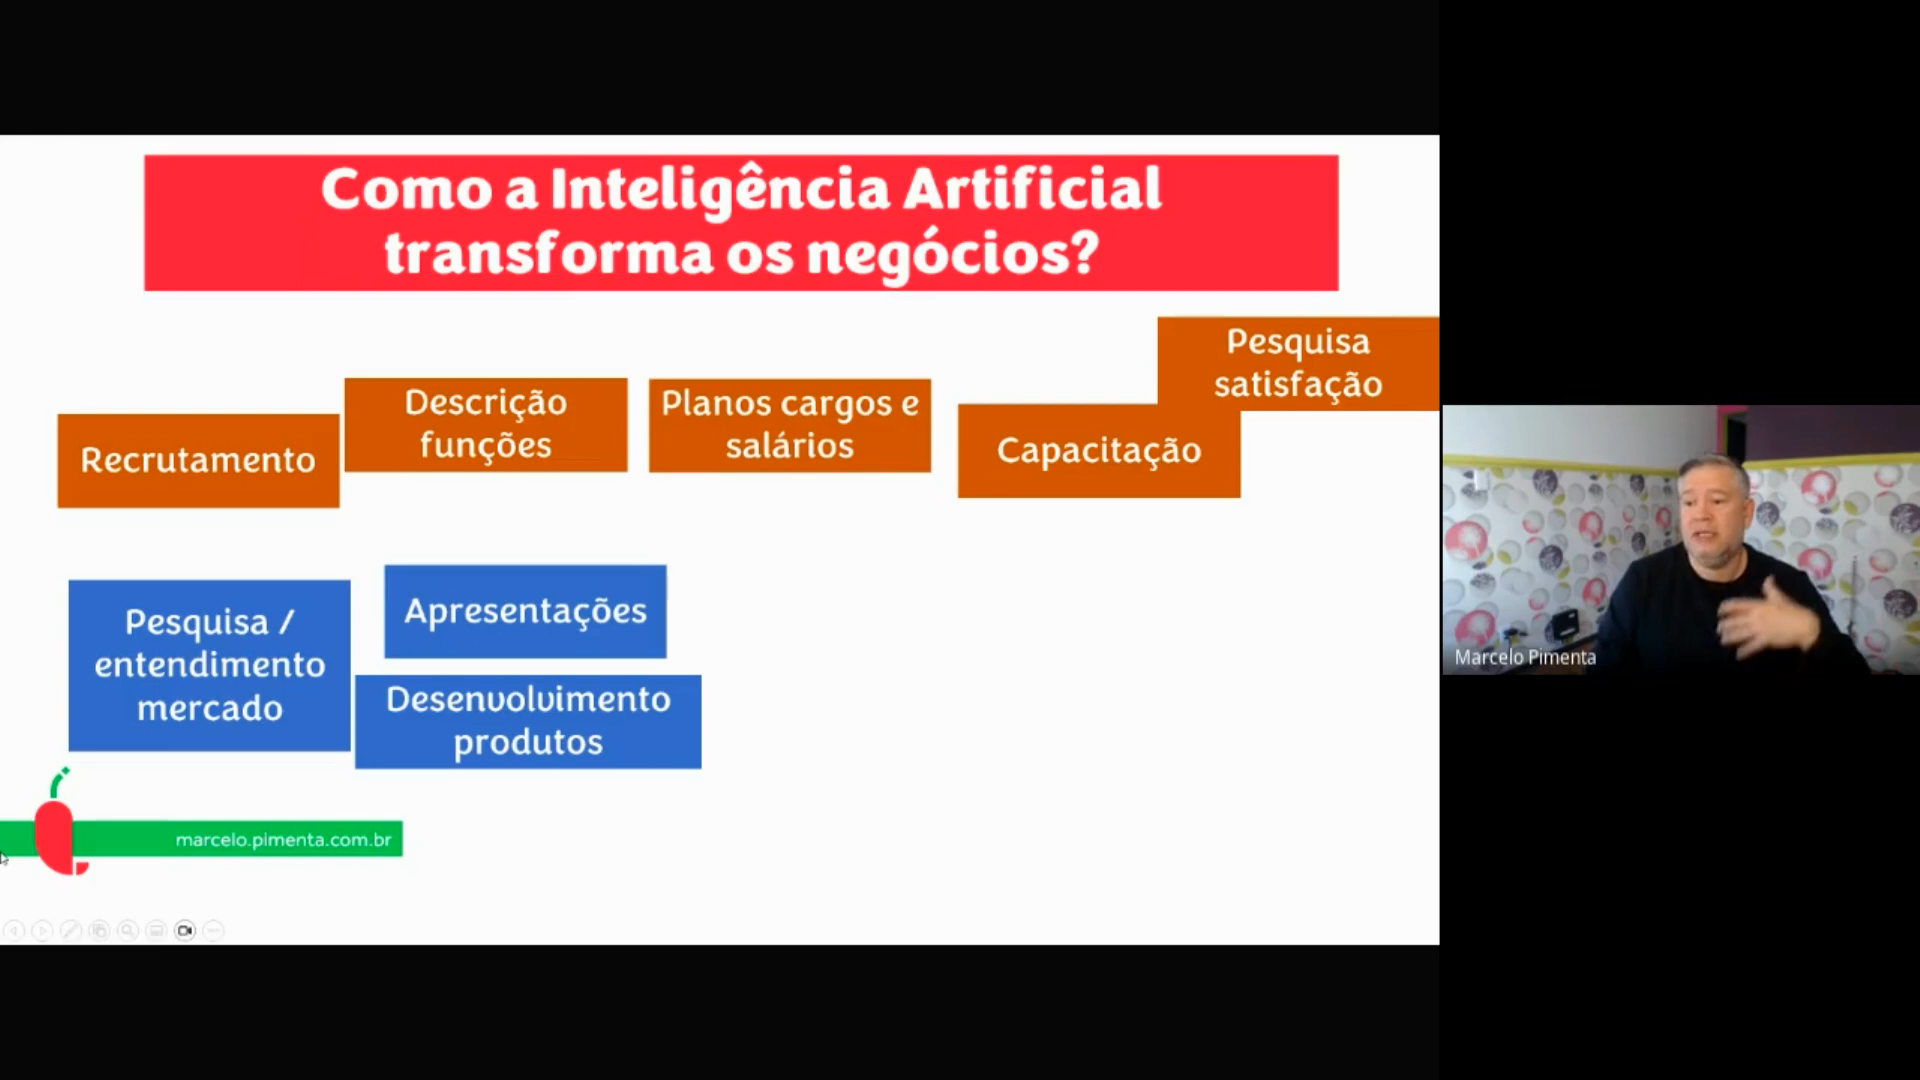 Como a Inteligência Artificial
transforma os negócios?
Pesquisa
satisfação
Descrição
funções
Planos cargos e
salários
Recrutamento
Capacitação
Pesquisa /
entendimento
mercado
Apresentações
Desenvolvimento
produtos
marcelo.pimenta.com.br
Marcelo Pimenta